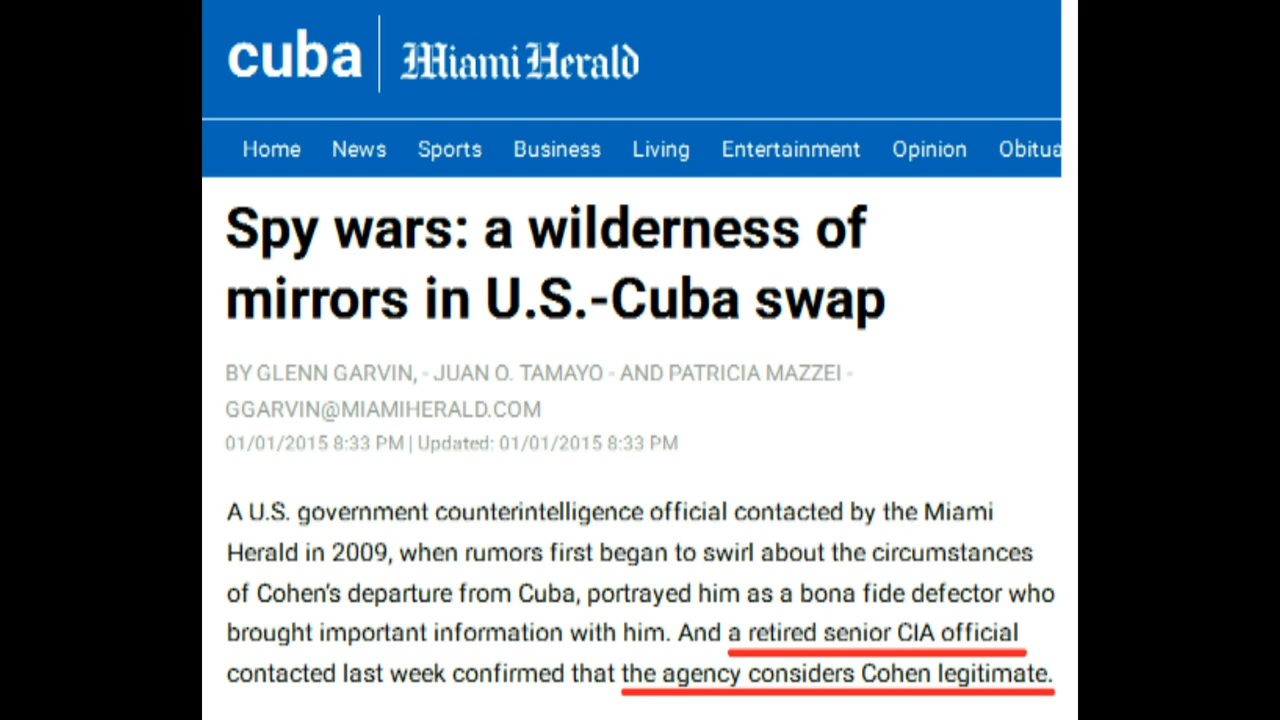 cuba Miami Herald
Home News Sports Business Living Entertainment Opinion Obitua
Spy wars: a wilderness of
mirrors in U.S.-Cuba swap
BY GLENN GARVIN, - JUAN O. TAMAYO - AND PATRICIA MAZZEI -
GGARVIN@MIAMIHERALD.COM
01/01/2015 8:33 PM | Updated: 01/01/2015 8:33 PM
A U.S. government counterintelligence official contacted by the Miami
Herald in 2009, when rumors first began to swirl about the circumstances
of Cohen's departure from Cuba, portrayed him as a bona fide defector who
brought important information with him. And a retired senior CIA official
contacted last week confirmed that the agency considers Cohen legitimate.